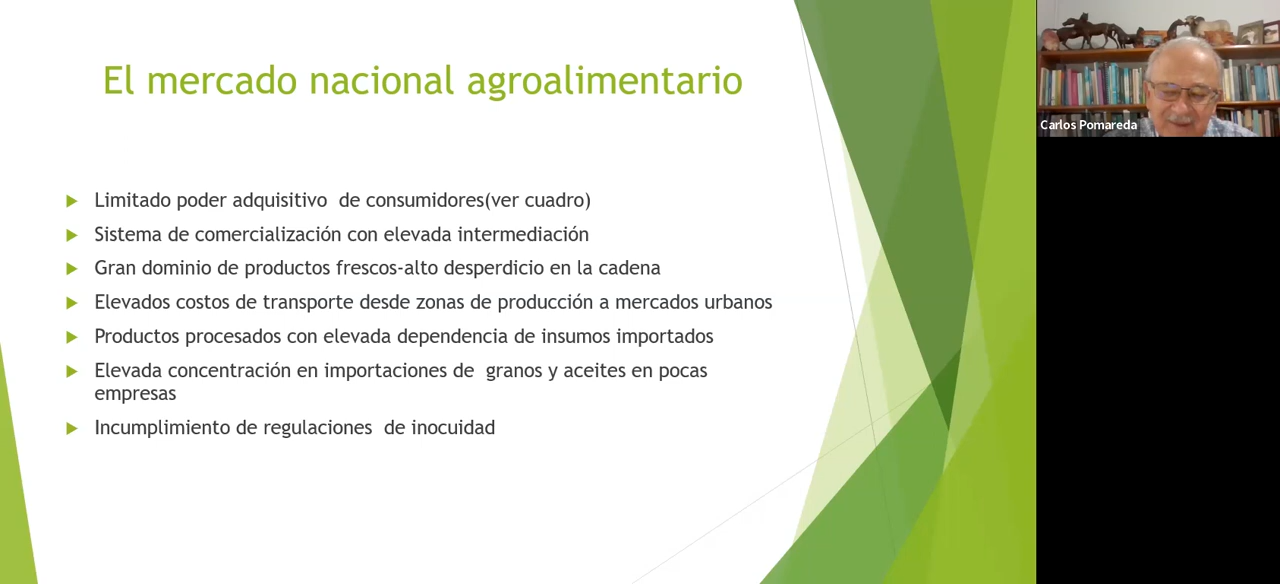 El mercado nacional agroalimentario
Limitado poder adquisitivo  de consumidores(ver cuadro)
Sistema de comercialización con elevada intermediación
Gran dominio de productos frescos-alto desperdicio en la cadena
Elevados costos de transporte desde zonas de producción a mercados urbanos
Productos procesados con elevada dependencia de insumos importados
Elevada concentración en importaciones de  granos y aceites en pocas
empresas
Incumplimiento de regulaciones  de inocuidad
Carlos Pomareda